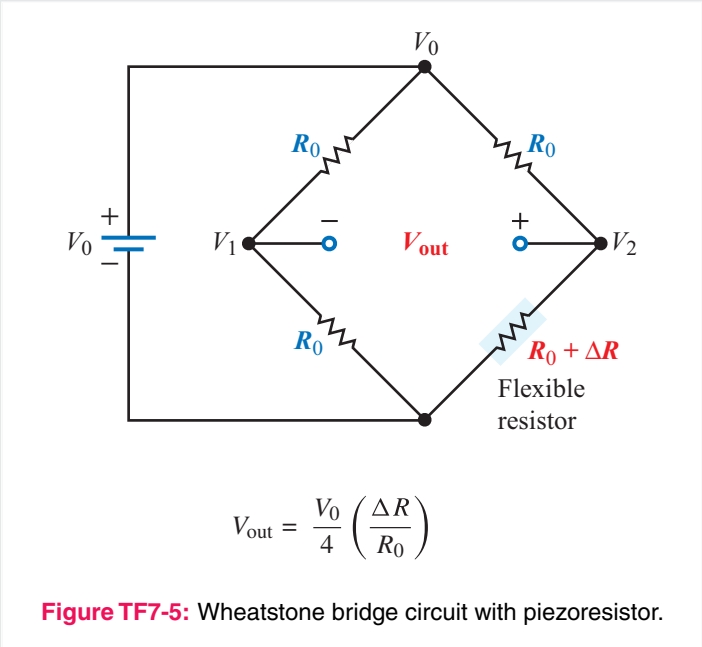 V₀
R₀ R₀
+ − +
V₀ V₁ Vout V₂
−
R₀ R₀ + ΔR
Flexible
resistor
Vout = V₀/4 (ΔR/R₀)
Figure TF7-5: Wheatstone bridge circuit with piezoresistor.